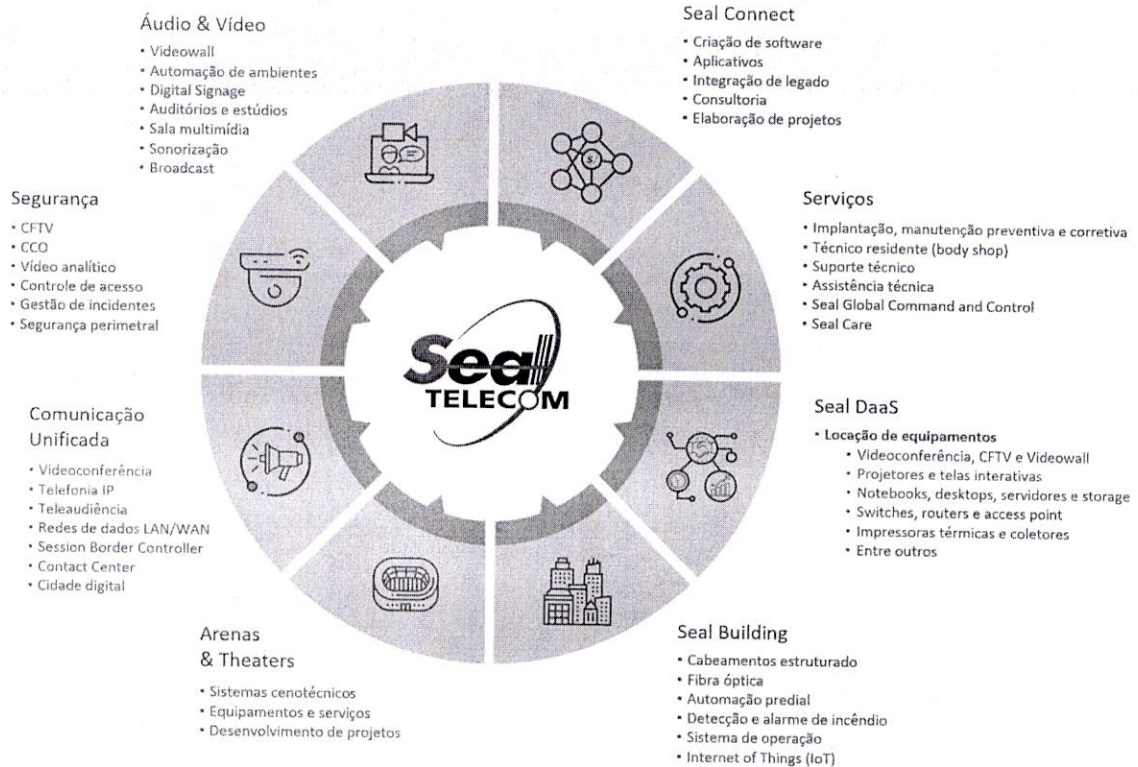 Áudio & Vídeo
• Videowall
• Automação de ambientes
• Digital Signage
• Auditórios e estúdios
• Sala multimídia
• Sonorização
• Broadcast
Seal Connect
• Criação de software
• Aplicativos
• Integração de legado
• Consultoria
• Elaboração de projetos
Segurança
• CFTV
• CCO
• Vídeo analítico
• Controle de acesso
• Gestão de incidentes
• Segurança perimetral
Serviços
• Implantação, manutenção preventiva e corretiva
• Técnico residente (body shop)
• Suporte técnico
• Assistência técnica
• Seal Global Command and Control
• Seal Care
Seal
TELECOM
Comunicação
Unificada
• Videoconferência
• Telefonia IP
• Teleaudiência
• Redes de dados LAN/WAN
• Session Border Controller
• Contact Center
• Cidade digital
Seal DaaS
• Locação de equipamentos
• Videoconferência, CFTV e Videowall
• Projetores e telas interativas
• Notebooks, desktops, servidores e storage
• Switches, routers e access point
• Impressoras térmicas e coletores
• Entre outros
Arenas
& Theaters
• Sistemas cenotécnicos
• Equipamentos e serviços
• Desenvolvimento de projetos
Seal Building
• Cabeamentos estruturado
• Fibra óptica
• Automação predial
• Detecção e alarme de incêndio
• Sistema de operação
• Internet of Things (IoT)